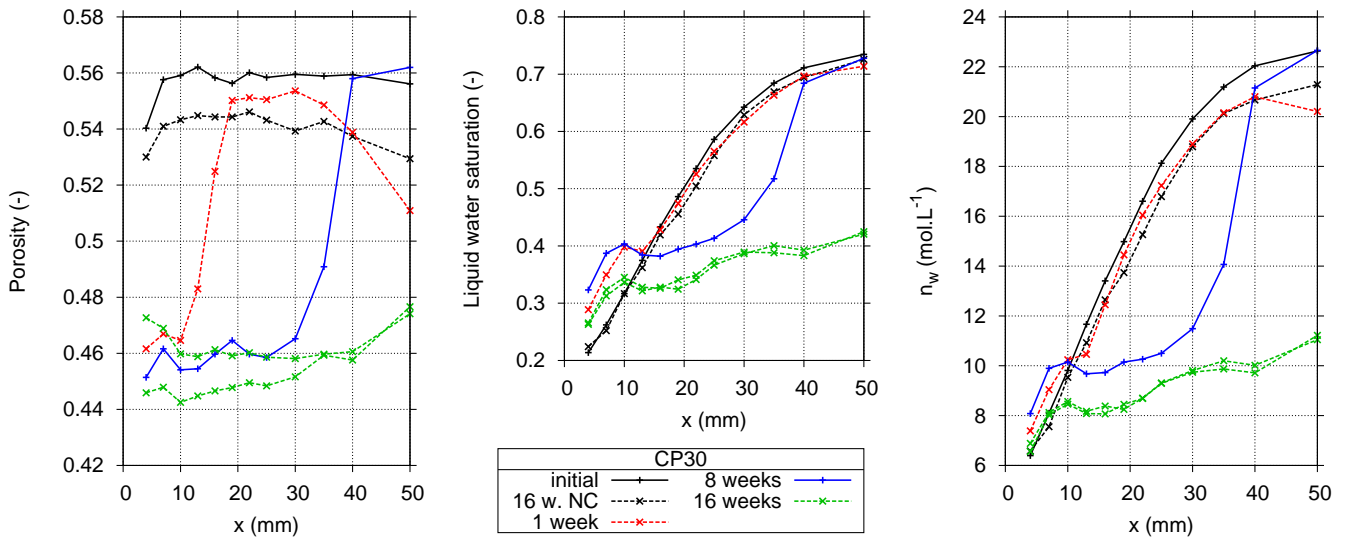 0.58
0.56
0.54
0.52
0.5
0.48
0.46
0.44
0.42
0 10 20 30 40 50
Porosity (-)
x (mm)
0.8
0.7
0.6
0.5
0.4
0.3
0.2
0 10 20 30 40 50
Liquid water saturation (-)
x (mm)
CP30
initial
16 w. NC
1 week
8 weeks
16 weeks
24
22
20
18
16
14
12
10
8
6
0 10 20 30 40 50
n_w (mol.L⁻¹)
x (mm)